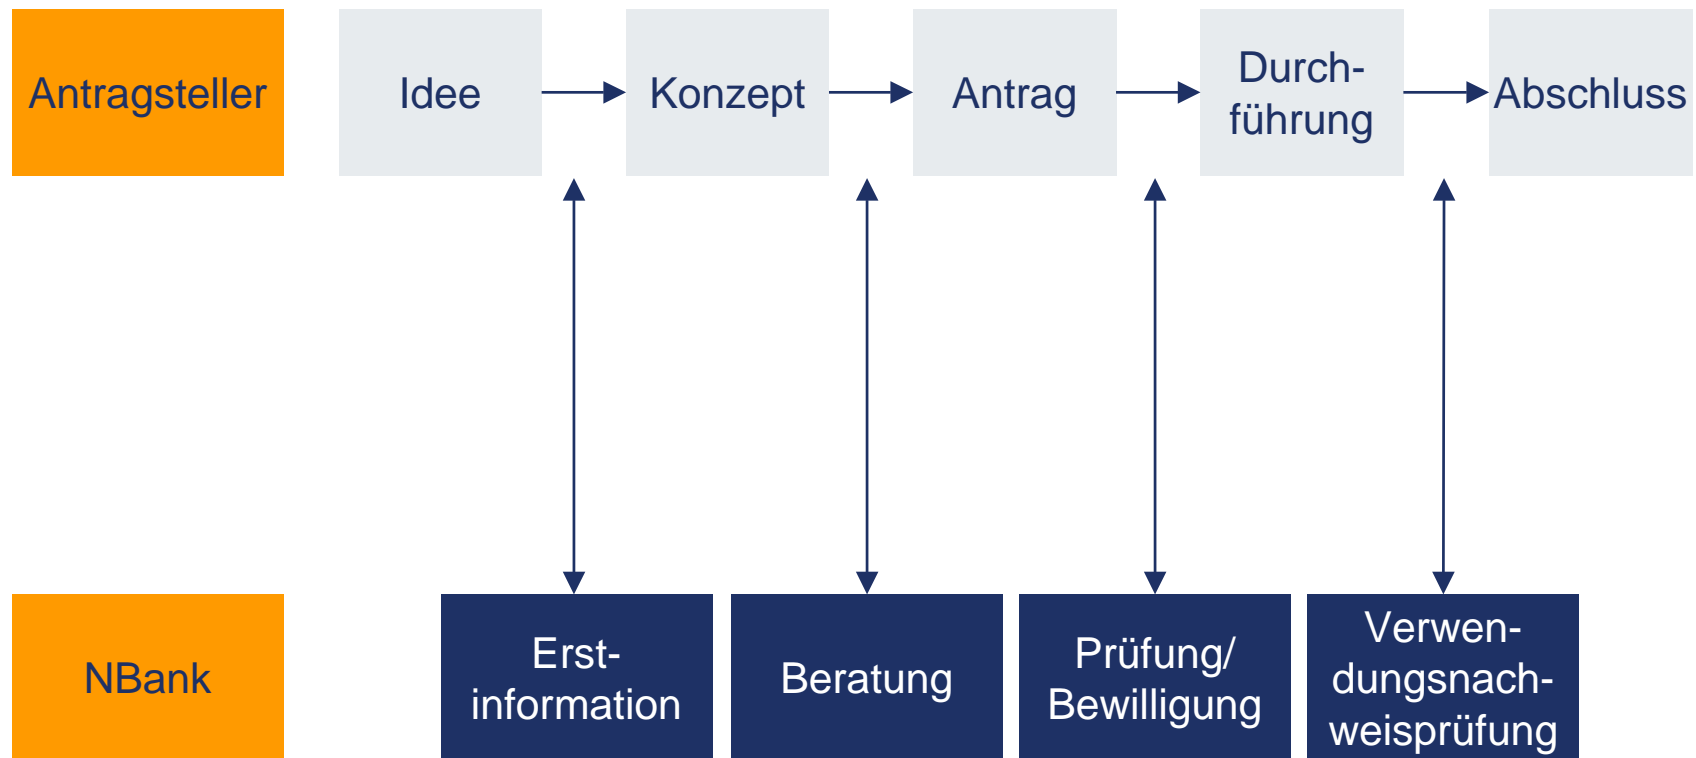 Antragsteller
Idee
Konzept
Antrag
Durch-
führung
Abschluss
NBank
Erst-
information
Beratung
Prüfung/
Bewilligung
Verwen-
dungsnach-
weisprüfung